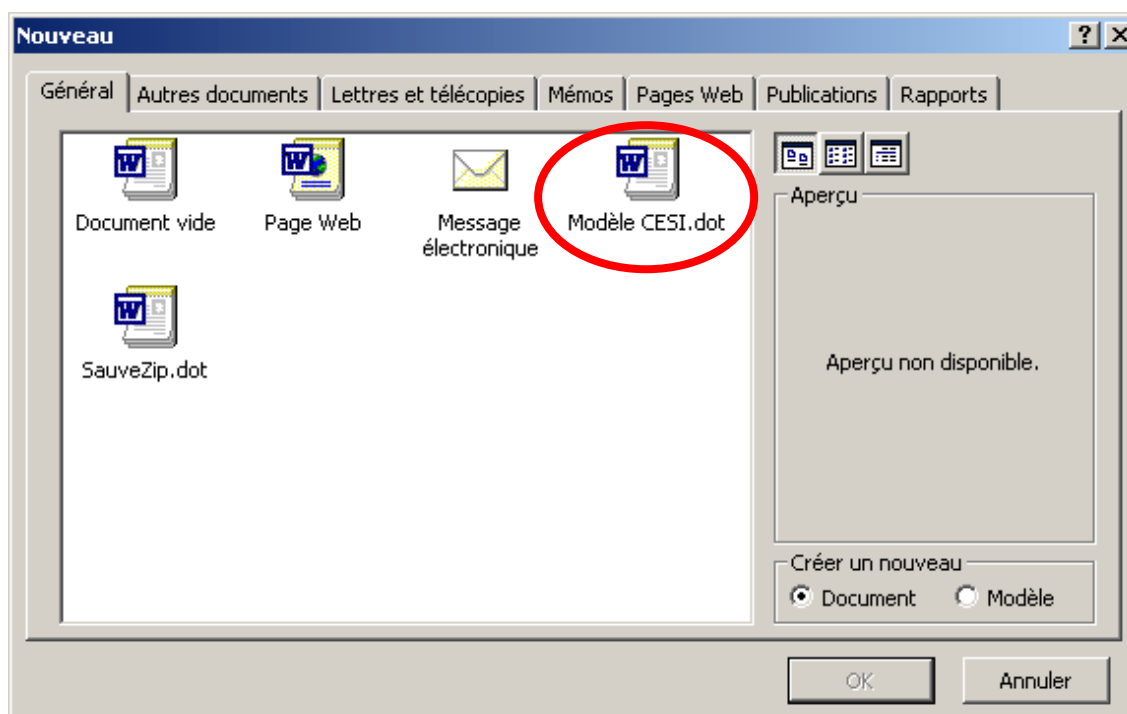 Nouveau
Général Autres documents Lettres et télécopies Mémos Pages Web Publications Rapports
Document vide
Page Web
Message
électronique
Modèle CESI.dot
SauveZip.dot
Aperçu
Aperçu non disponible.
Créer un nouveau
Document Modèle
OK Annuler